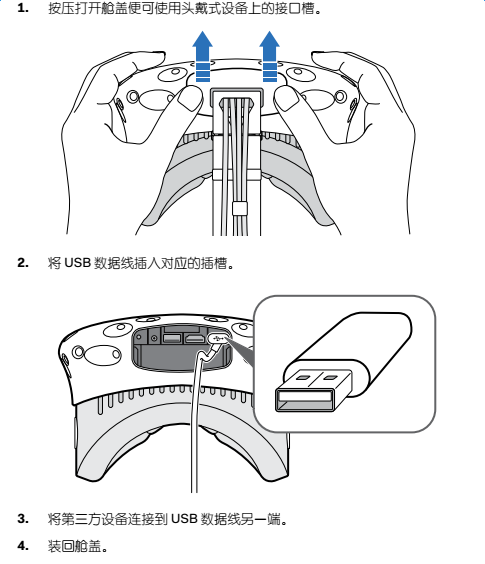 1. 按压打开舱盖便可使用头戴式设备上的接口槽。
2. 将 USB 数据线插入对应的插槽。
3. 将第三方设备连接到 USB 数据线另一端。
4. 装回舱盖。